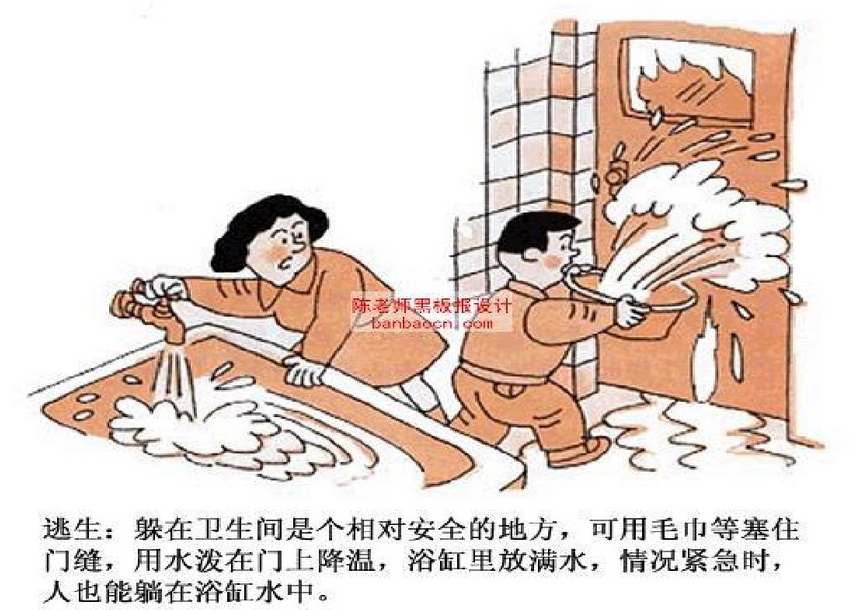 陈老师黑板报设计
banbaocn.com
逃生：躲在卫生间是个相对安全的地方，可用毛巾等塞住
门缝，用水泼在门上降温，浴缸里放满水，情况紧急时，
人也能躺在浴缸水中。